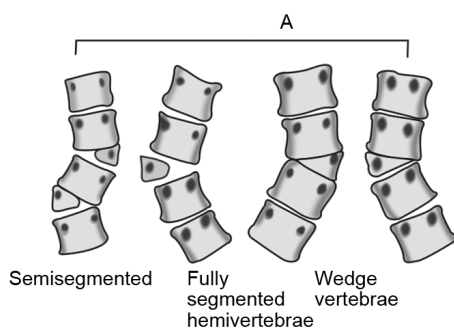 A
Semisegmented
Fully
segmented
hemivertebrae
Wedge
vertebrae